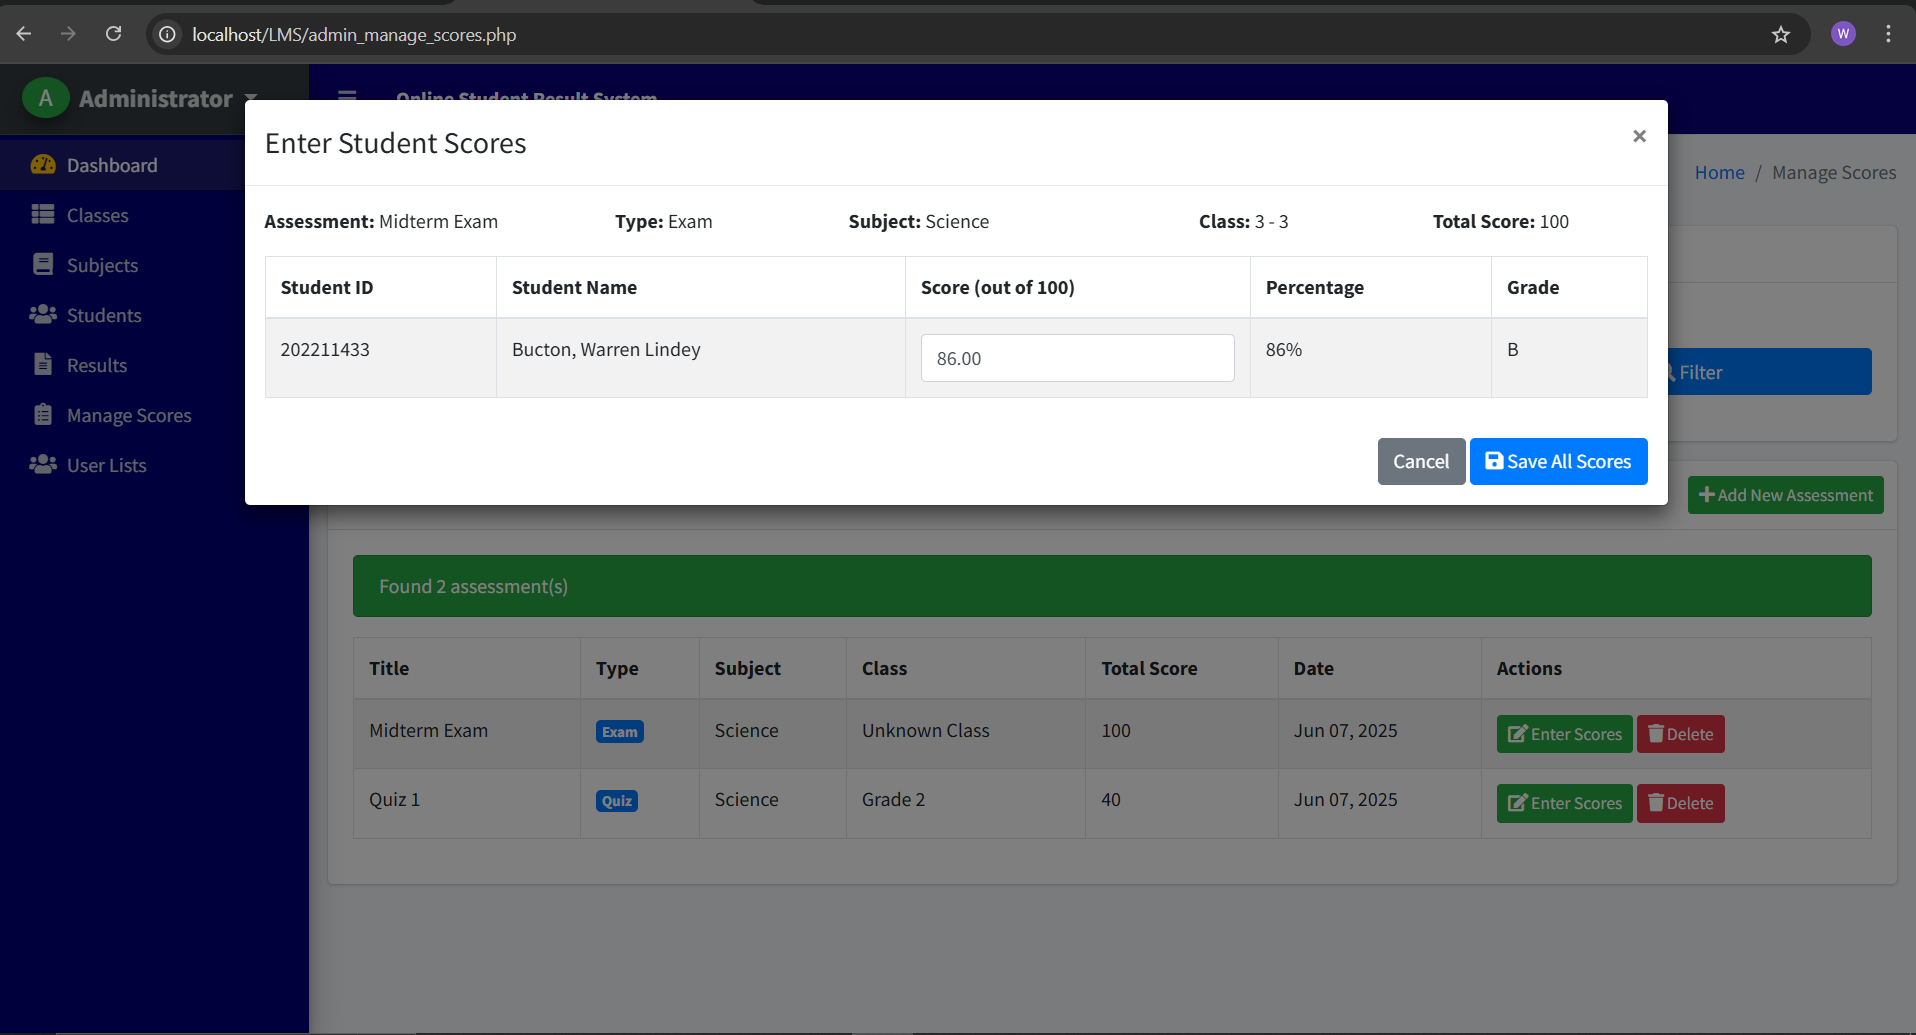 localhost/LMS/admin_manage_scores.php
W
A Administrator
Online Student Result System
Dashboard
Classes
Subjects
Students
Results
Manage Scores
User Lists
Home / Manage Scores
Enter Student Scores ×
Assessment: Midterm Exam Type: Exam Subject: Science Class: 3 - 3 Total Score: 100
Student ID Student Name Score (out of 100) Percentage Grade
202211433 Bucton, Warren Lindey 86.00 86% B
Cancel Save All Scores
Filter
Add New Assessment
Found 2 assessment(s)
Title Type Subject Class Total Score Date Actions
Midterm Exam Exam Science Unknown Class 100 Jun 07, 2025 Enter Scores Delete
Quiz 1 Quiz Science Grade 2 40 Jun 07, 2025 Enter Scores Delete